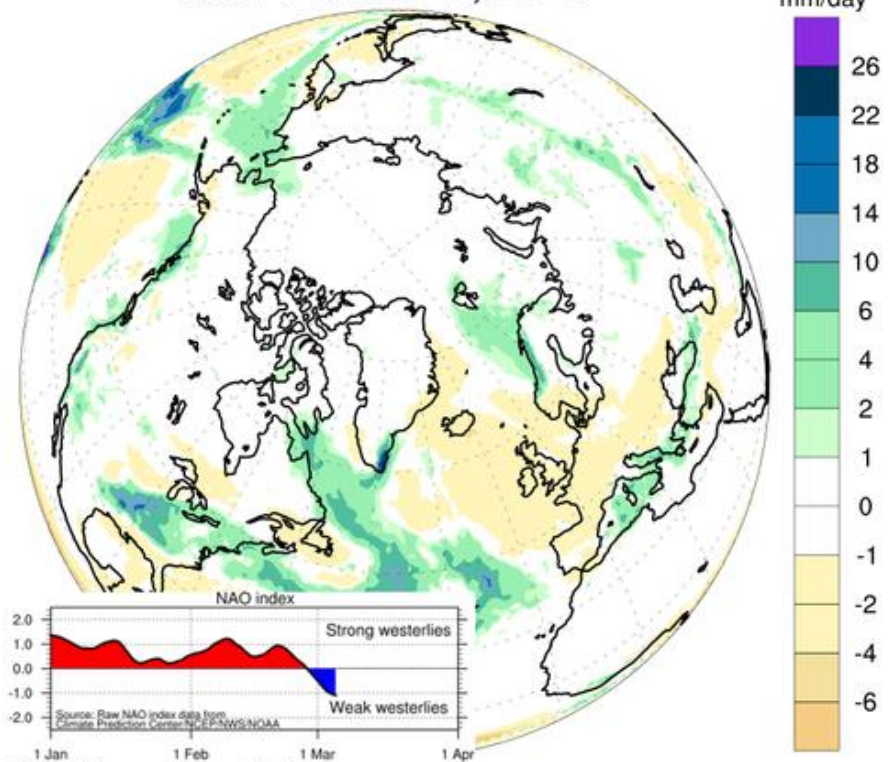 mm/day
26
22
18
14
10
6
4
2
1
0
-1
-2
-4
-6
NAO index
2.0
1.0
0.0
-1.0
-2.0
Strong westerlies
Weak westerlies
Source: Raw NAO index data from
Climate Prediction Center/NCEP/NWS/NOAA
1 Jan 1 Feb 1 Mar 1 Apr